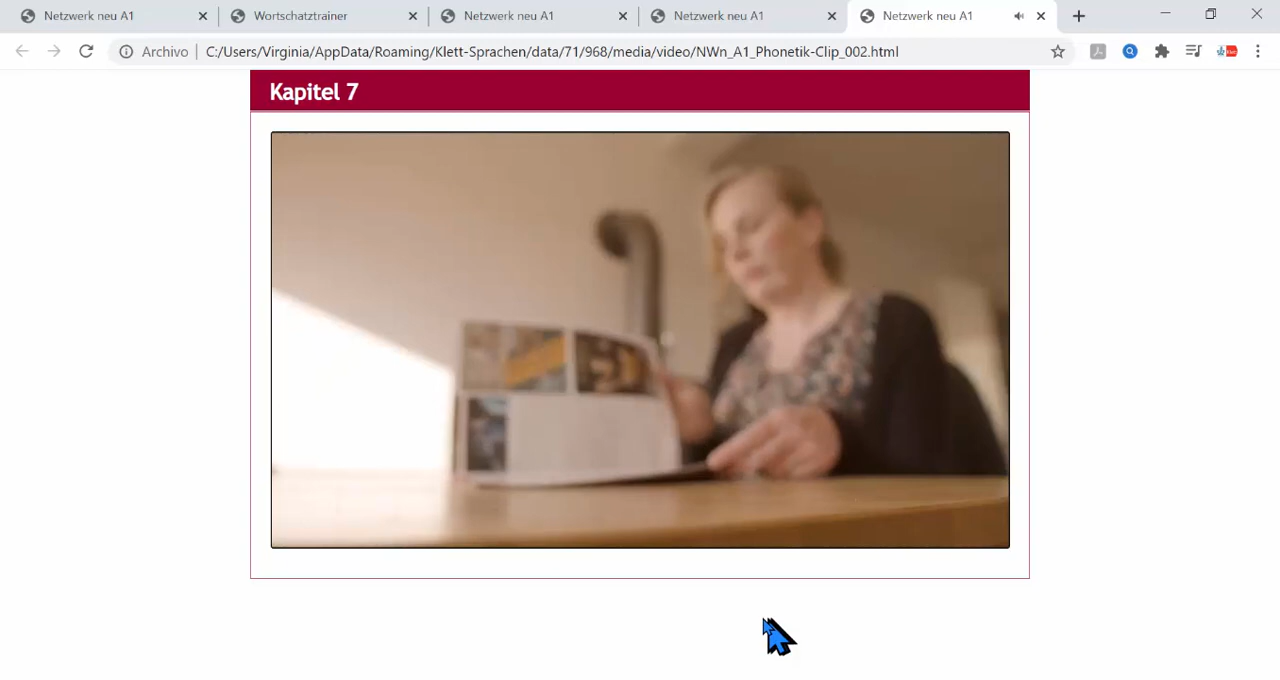 Netzwerk neu A1
Wortschatztrainer
Netzwerk neu A1
Netzwerk neu A1
Netzwerk neu A1
Archivo
C:/Users/Virginia/AppData/Roaming/Klett-Sprachen/data/71/968/media/video/NWn_A1_Phonetik-Clip_002.html
Kapitel 7